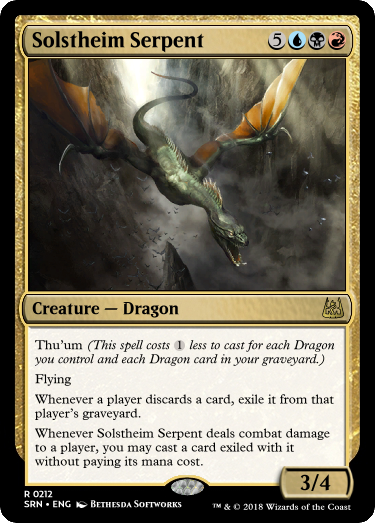 Solstheim Serpent 5
Creature — Dragon
Thu'um (This spell costs 1 less to cast for each Dragon
you control and each Dragon card in your graveyard.)
Flying
Whenever a player discards a card, exile it from that
player's graveyard.
Whenever Solstheim Serpent deals combat damage
to a player, you may cast a card exiled with it
without paying its mana cost.
3/4
R 0212
SRN • ENG Bethesda Softworks
™ & © 2018 Wizards of the Coast